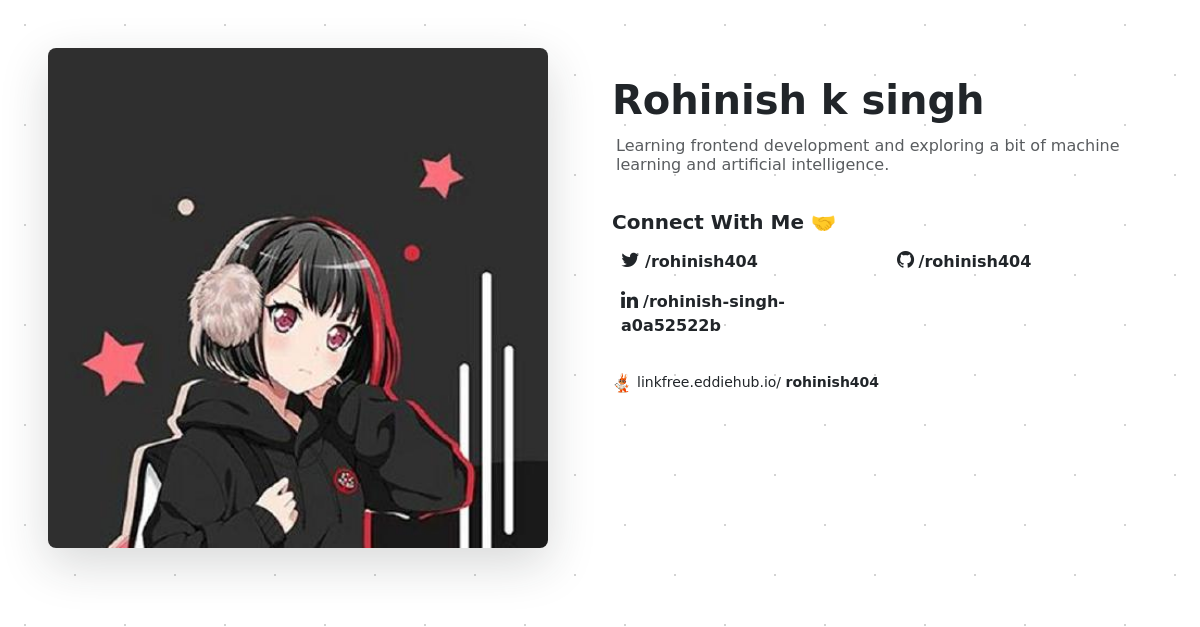 Rohinish k singh
Learning frontend development and exploring a bit of machine
learning and artificial intelligence.
Connect With Me 🤝
/rohinish404
/rohinish404
/rohinish-singh-
a0a52522b
linkfree.eddiehub.io/ rohinish404